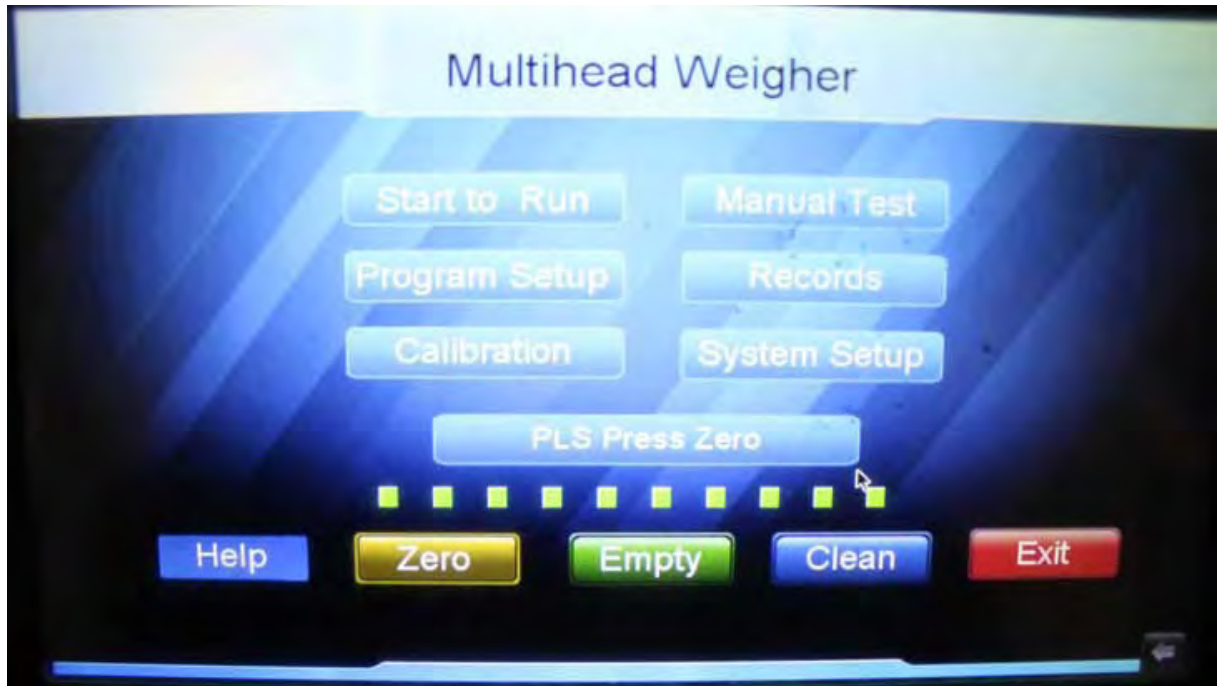 Multihead Weigher
Start to Run
Manual Test
Program Setup
Records
Calibration
System Setup
PLS Press Zero
Help
Zero
Empty
Clean
Exit